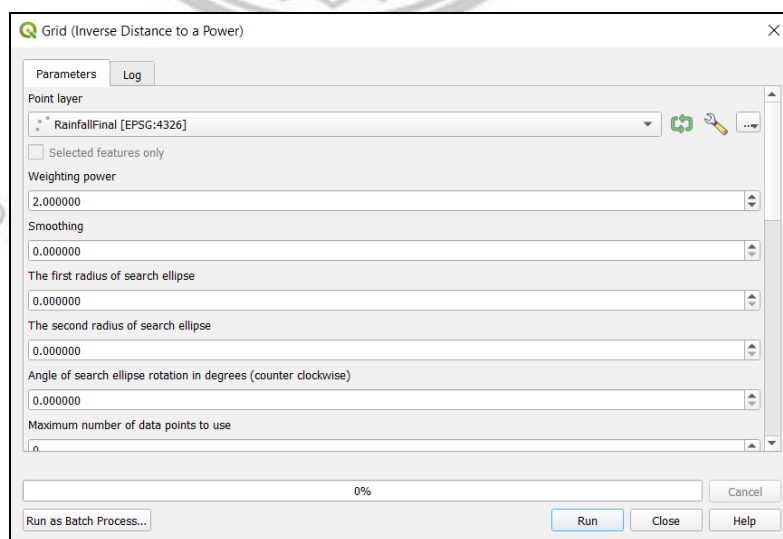 Grid (Inverse Distance to a Power)
Parameters Log
Point layer
RainfallFinal [EPSG:4326]
...
Selected features only
Weighting power
2.000000
Smoothing
0.000000
The first radius of search ellipse
0.000000
The second radius of search ellipse
0.000000
Angle of search ellipse rotation in degrees (counter clockwise)
0.000000
Maximum number of data points to use
0
0% Cancel
Run as Batch Process... Run Close Help